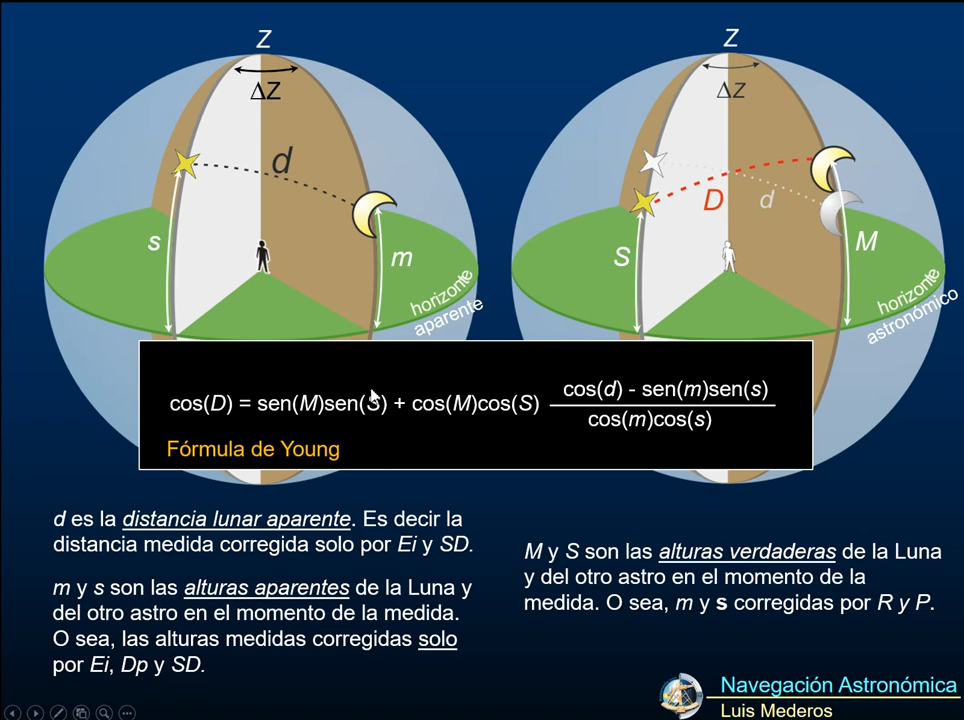 Z
ΔZ
d
s
m
horizonte
aparente
Z
ΔZ
D
d
S
M
horizonte
astronómico
cos(D) = sen(M)sen(S) + cos(M)cos(S) cos(d) - sen(m)sen(s)
cos(m)cos(s)
Fórmula de Young
d es la distancia lunar aparente. Es decir la
distancia medida corregida solo por Ei y SD.
m y s son las alturas aparentes de la Luna y
del otro astro en el momento de la medida.
O sea, las alturas medidas corregidas solo
por Ei, Dp y SD.
M y S son las alturas verdaderas de la Luna
y del otro astro en el momento de la
medida. O sea, m y s corregidas por R y P.
Navegación Astronómica
Luis Mederos